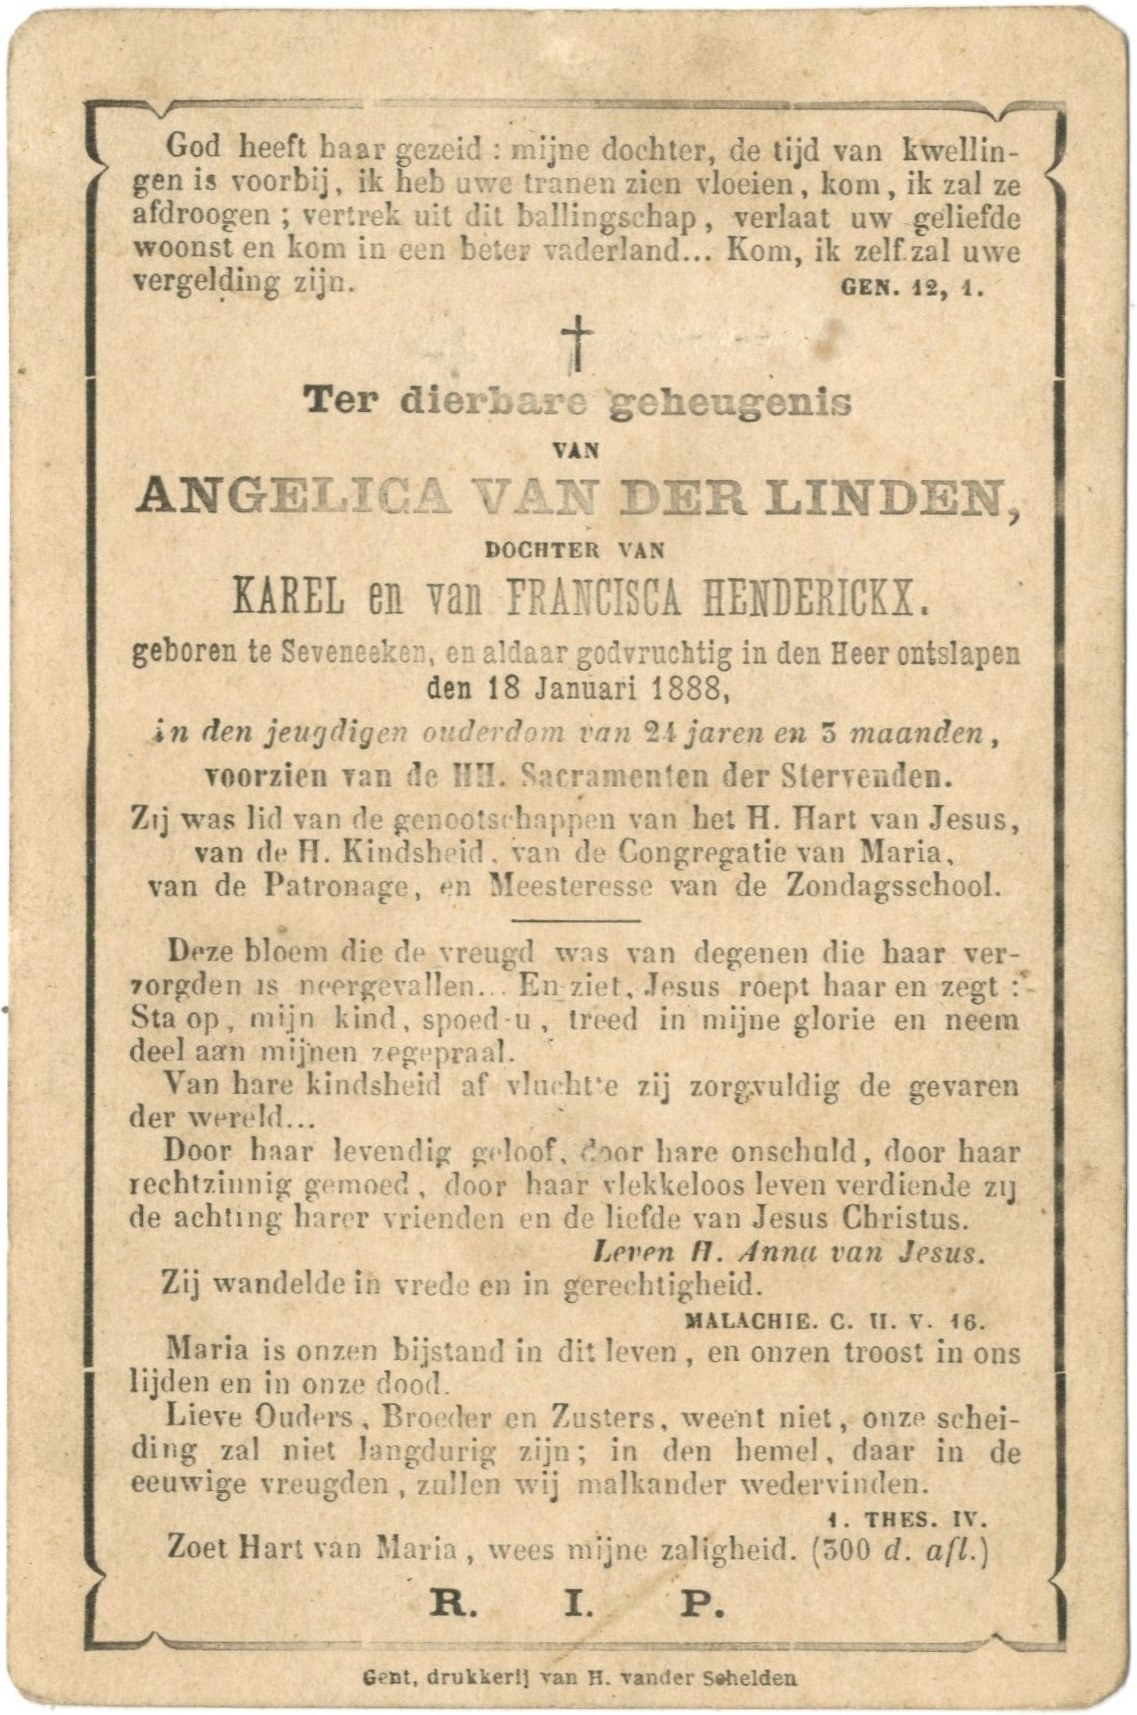 God heeft haar gezeid : mijne dochter, de tijd van kwellin-
gen is voorbij, ik heb uwe tranen zien vloeien, kom, ik zal ze
afdroogen ; vertrek uit dit ballingschap, verlaat uw geliefde
woonst en kom in een beter vaderland... Kom, ik zelf zal uwe
vergelding zijn. GEN. 12, 1.
†
Ter dierbare geheugenis
VAN
ANGELICA VAN DER LINDEN,
DOCHTER VAN
KAREL en van FRANCISCA HENDERICKX.
geboren te Seveneeken, en aldaar godvruchtig in den Heer ontslapen
den 18 Januari 1888,
in den jeugdigen ouderdom van 24 jaren en 3 maanden,
voorzien van de HH. Sacramenten der Stervenden.
Zij was lid van de genootschappen van het H. Hart van Jesus,
van de H. Kindsheid, van de Congregatie van Maria,
van de Patronage, en Meesteresse van de Zondagsschool.
Deze bloem die de vreugd was van degenen die haar ver-
zorgden is neergevallen... En ziet, Jesus roept haar en zegt :
Sta op, mijn kind, spoed-u, treed in mijne glorie en neem
deel aan mijnen zegepraal.
Van hare kindsheid af vluchtte zij zorgvuldig de gevaren
der wereld...
Door haar levendig geloof, door hare onschuld, door haar
rechtzinnig gemoed, door haar vlekkeloos leven verdiende zij
de achting harer vrienden en de liefde van Jesus Christus.
Leven H. Anna van Jesus.
Zij wandelde in vrede en in gerechtigheid.
MALACHIE. C. II. V. 16.
Maria is onzen bijstand in dit leven, en onzen troost in ons
lijden en in onze dood.
Lieve Ouders, Broeder en Zusters, weent niet, onze schei-
ding zal niet langdurig zijn; in den hemel, daar in de
eeuwige vreugden, zullen wij malkander wedervinden.
1. THES. IV.
Zoet Hart van Maria, wees mijne zaligheid. (300 d. afl.)
R. I. P.
Gent, drukkerij van H. vander Schelden